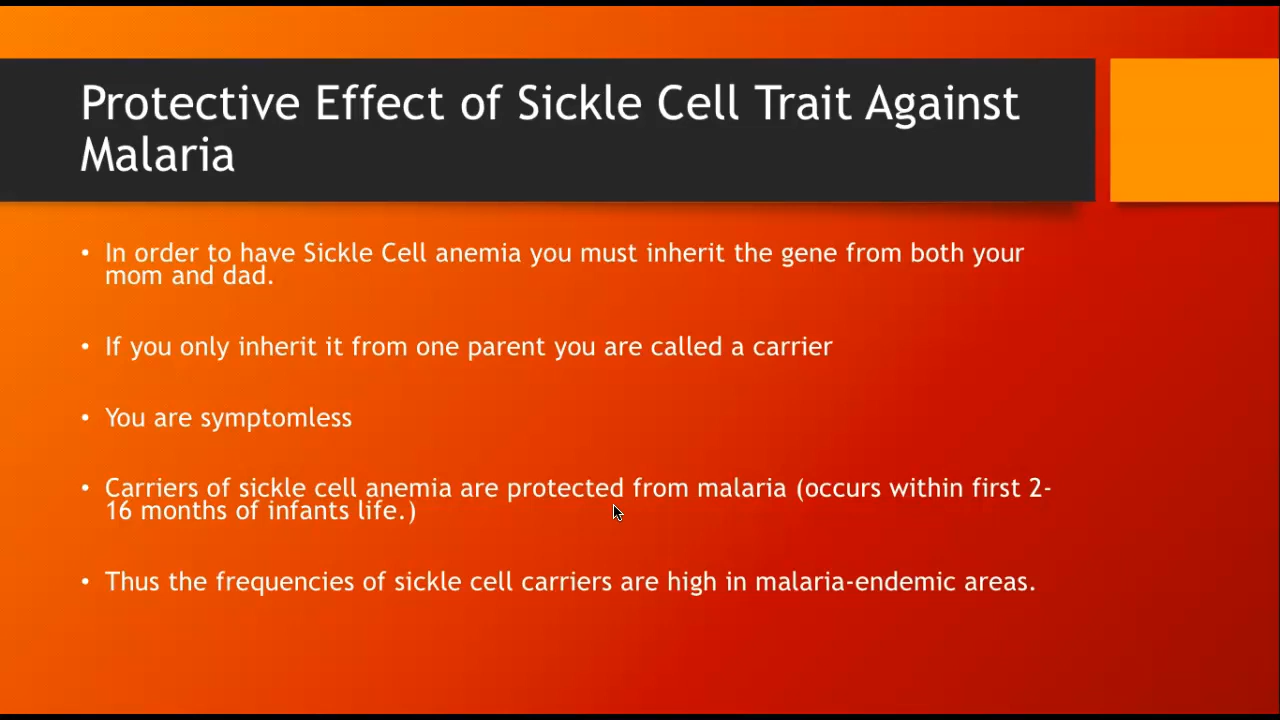 Protective Effect of Sickle Cell Trait Against
Malaria
• In order to have Sickle Cell anemia you must inherit the gene from both your
mom and dad.
• If you only inherit it from one parent you are called a carrier
• You are symptomless
• Carriers of sickle cell anemia are protected from malaria (occurs within first 2-
16 months of infants life.)
• Thus the frequencies of sickle cell carriers are high in malaria-endemic areas.